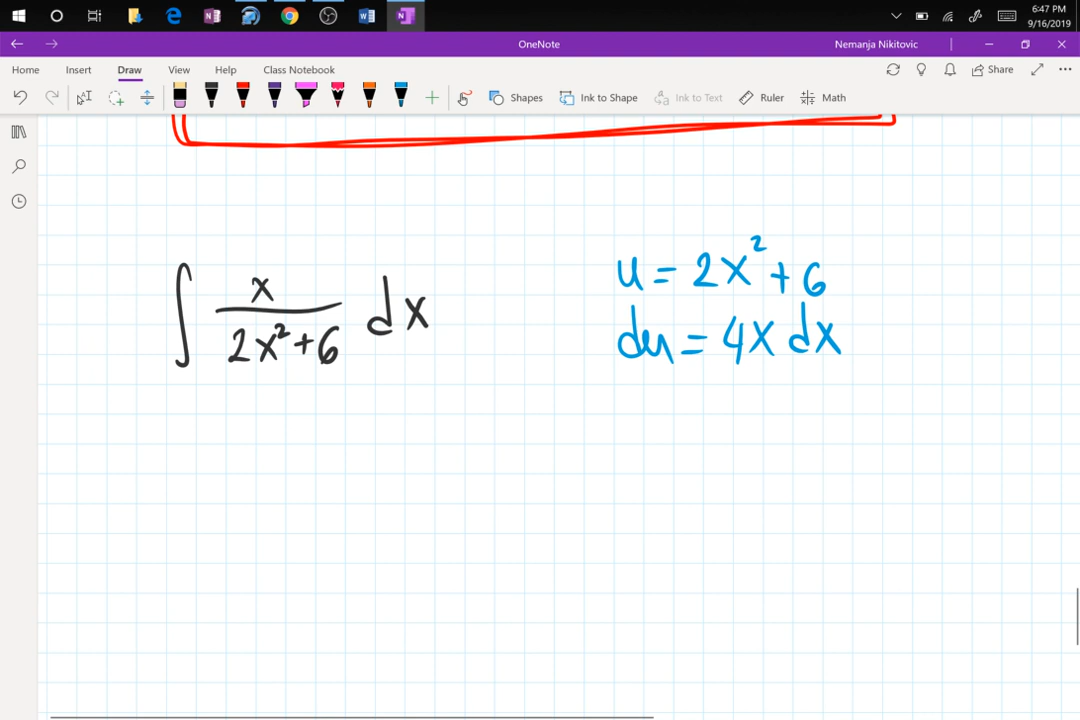 6:47 PM
9/16/2019
OneNote
Nemanja Nikitovic
Home Insert Draw View Help Class Notebook
Share
Shapes Ink to Shape Ink to Text Ruler Math
∫ x / (2x² + 6) dx
u = 2x² + 6
du = 4x dx